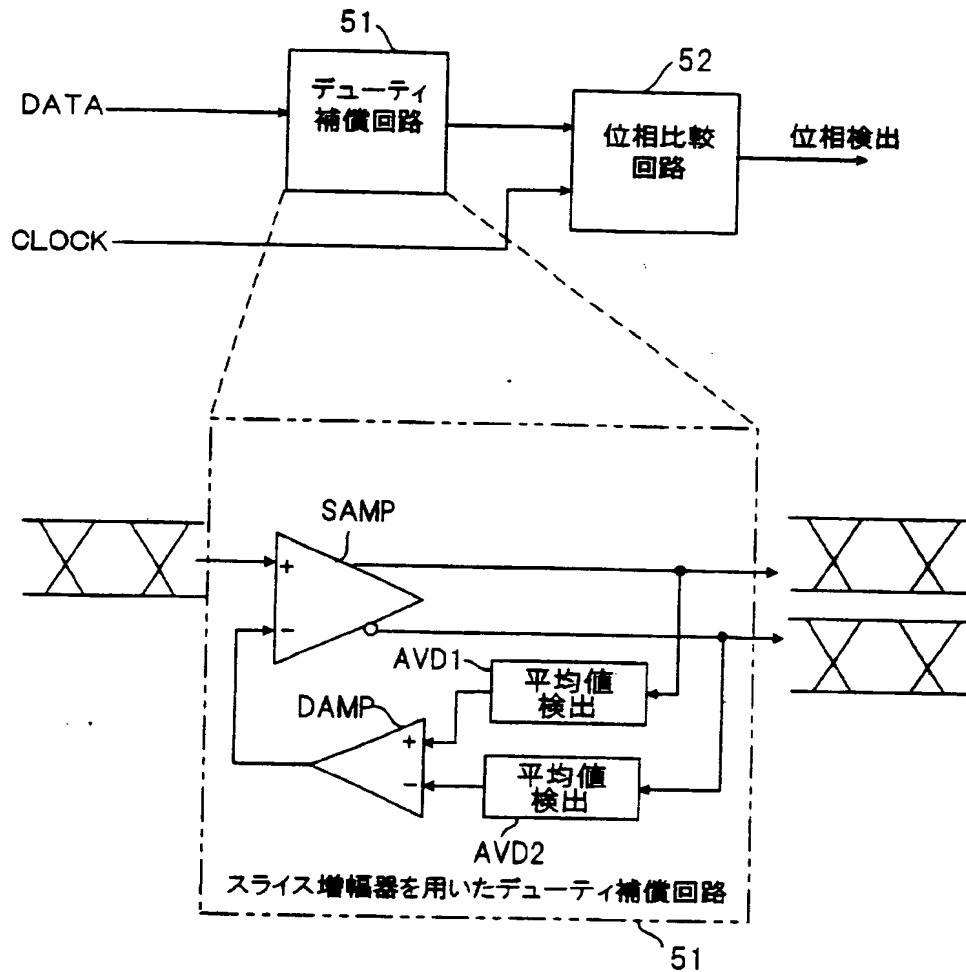 51
デューティ
補償回路
52
DATA
位相比較
回路
位相検出
CLOCK
SAMP
+
−
AVD1
平均値
検出
DAMP
+
−
平均値
検出
AVD2
スライス増幅器を用いたデューティ補償回路
51